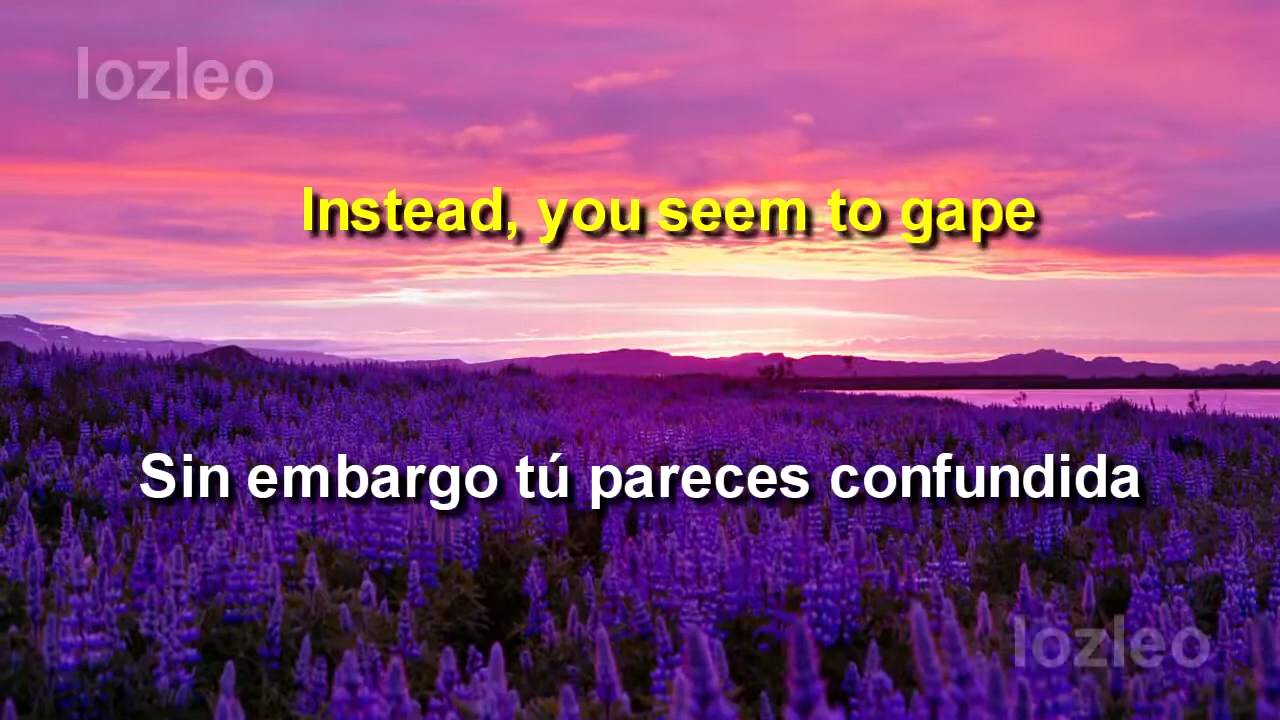 lozleo
Instead, you seem to gape
Sin embargo tú pareces confundida
lozleo